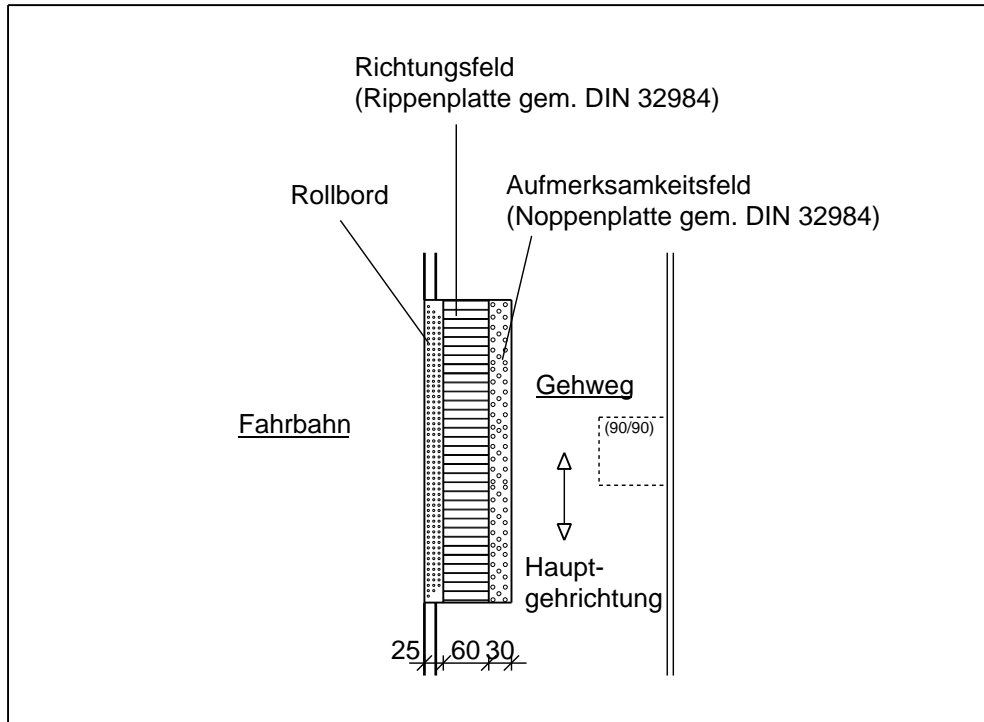 Richtungsfeld
(Rippenplatte gem. DIN 32984)
Rollbord
Aufmerksamkeitsfeld
(Noppenplatte gem. DIN 32984)
Gehweg
Fahrbahn
(90/90)
Haupt-
gehrichtung
25 60 30